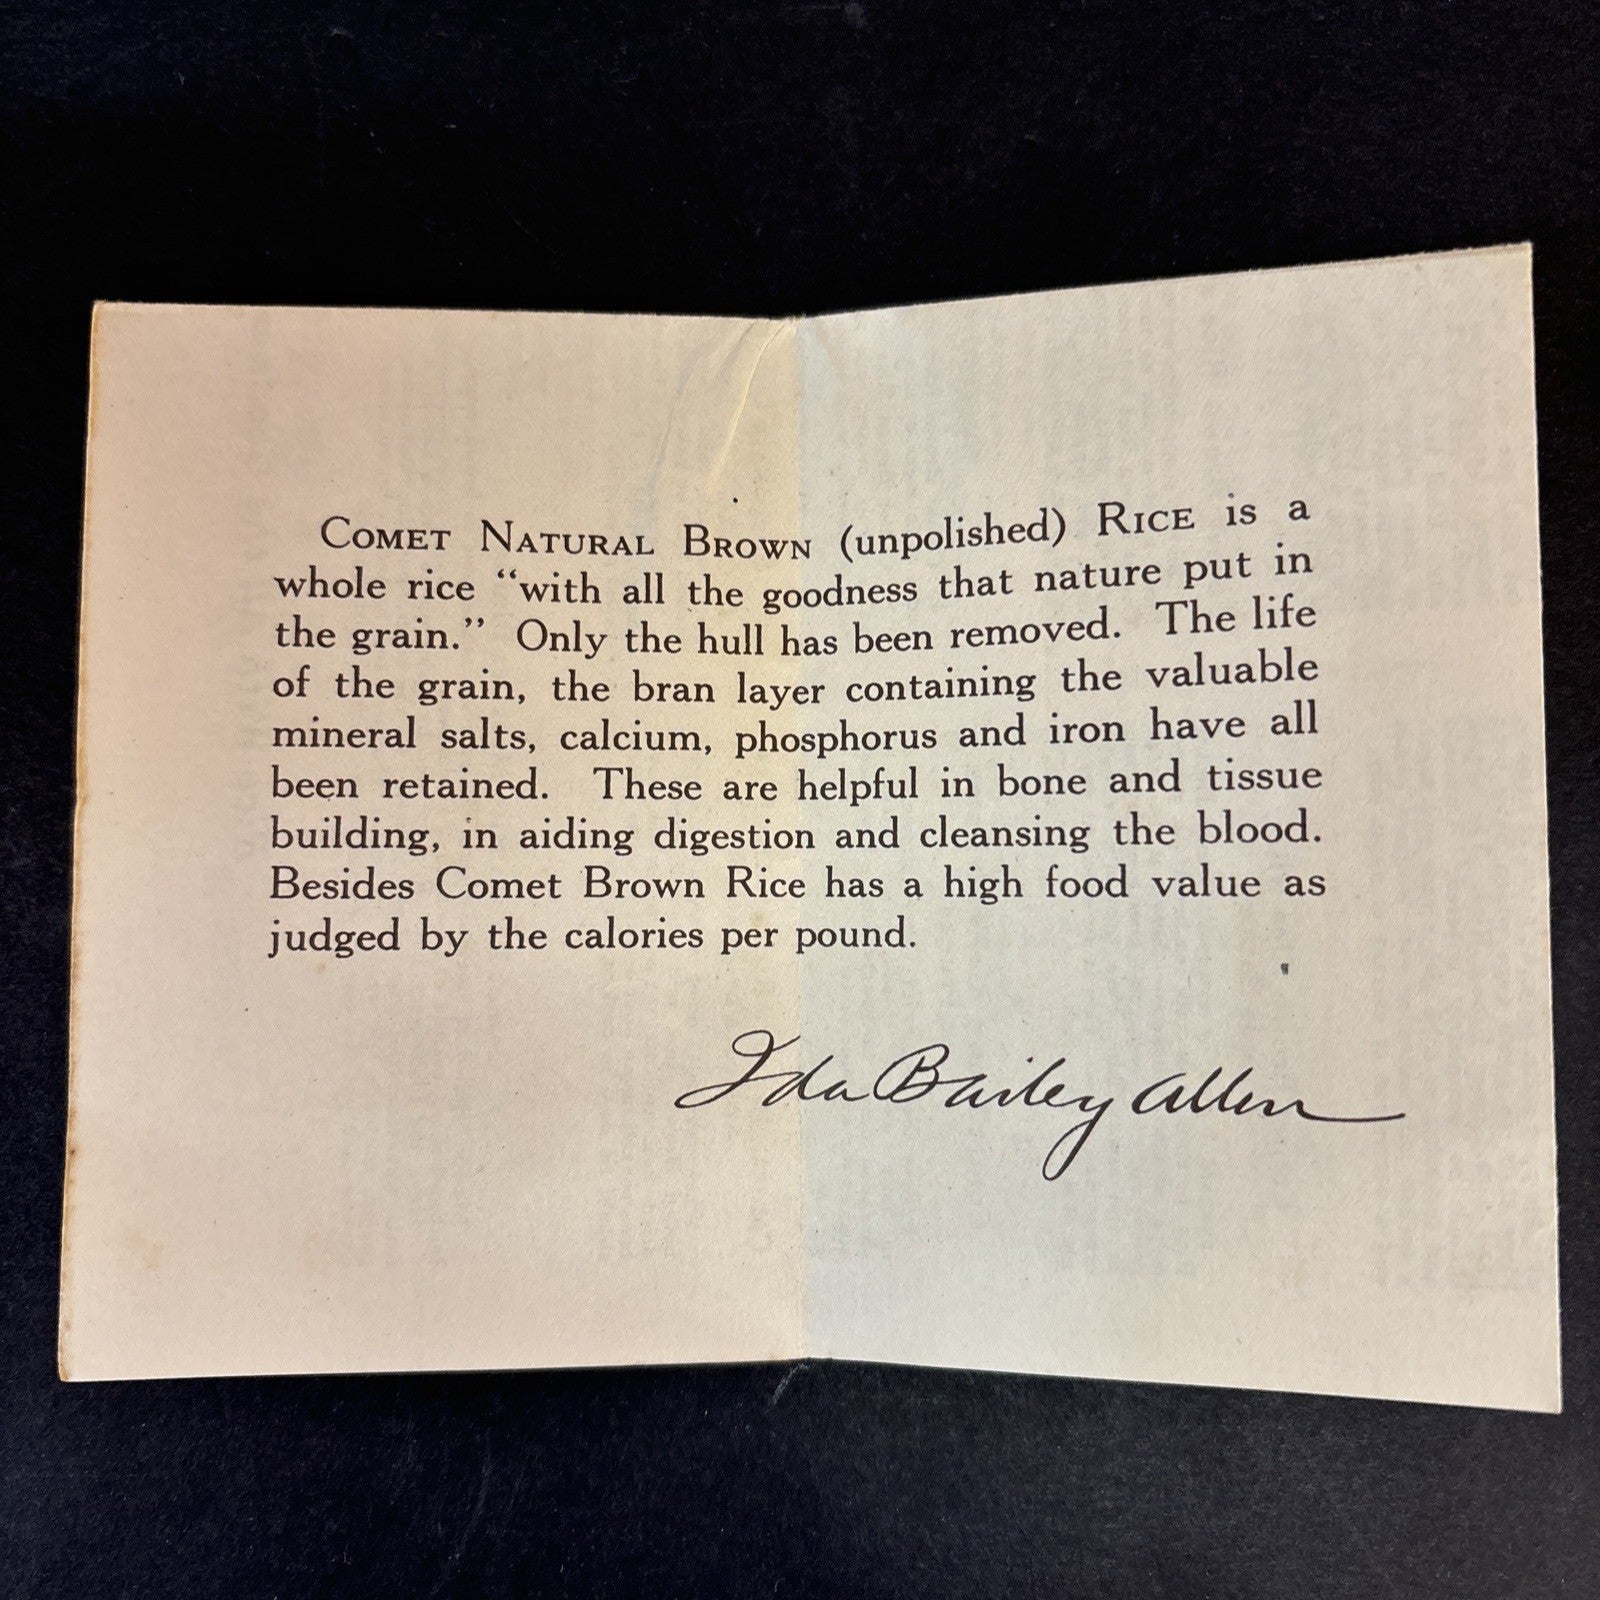 COMET NATURAL BROWN (unpolished) RICE is a
whole rice “with all the goodness that nature put in
the grain.” Only the hull has been removed. The life
of the grain, the bran layer containing the valuable
mineral salts, calcium, phosphorus and iron have all
been retained. These are helpful in bone and tissue
building, in aiding digestion and cleansing the blood.
Besides Comet Brown Rice has a high food value as
judged by the calories per pound.
Ida Bailey Allen